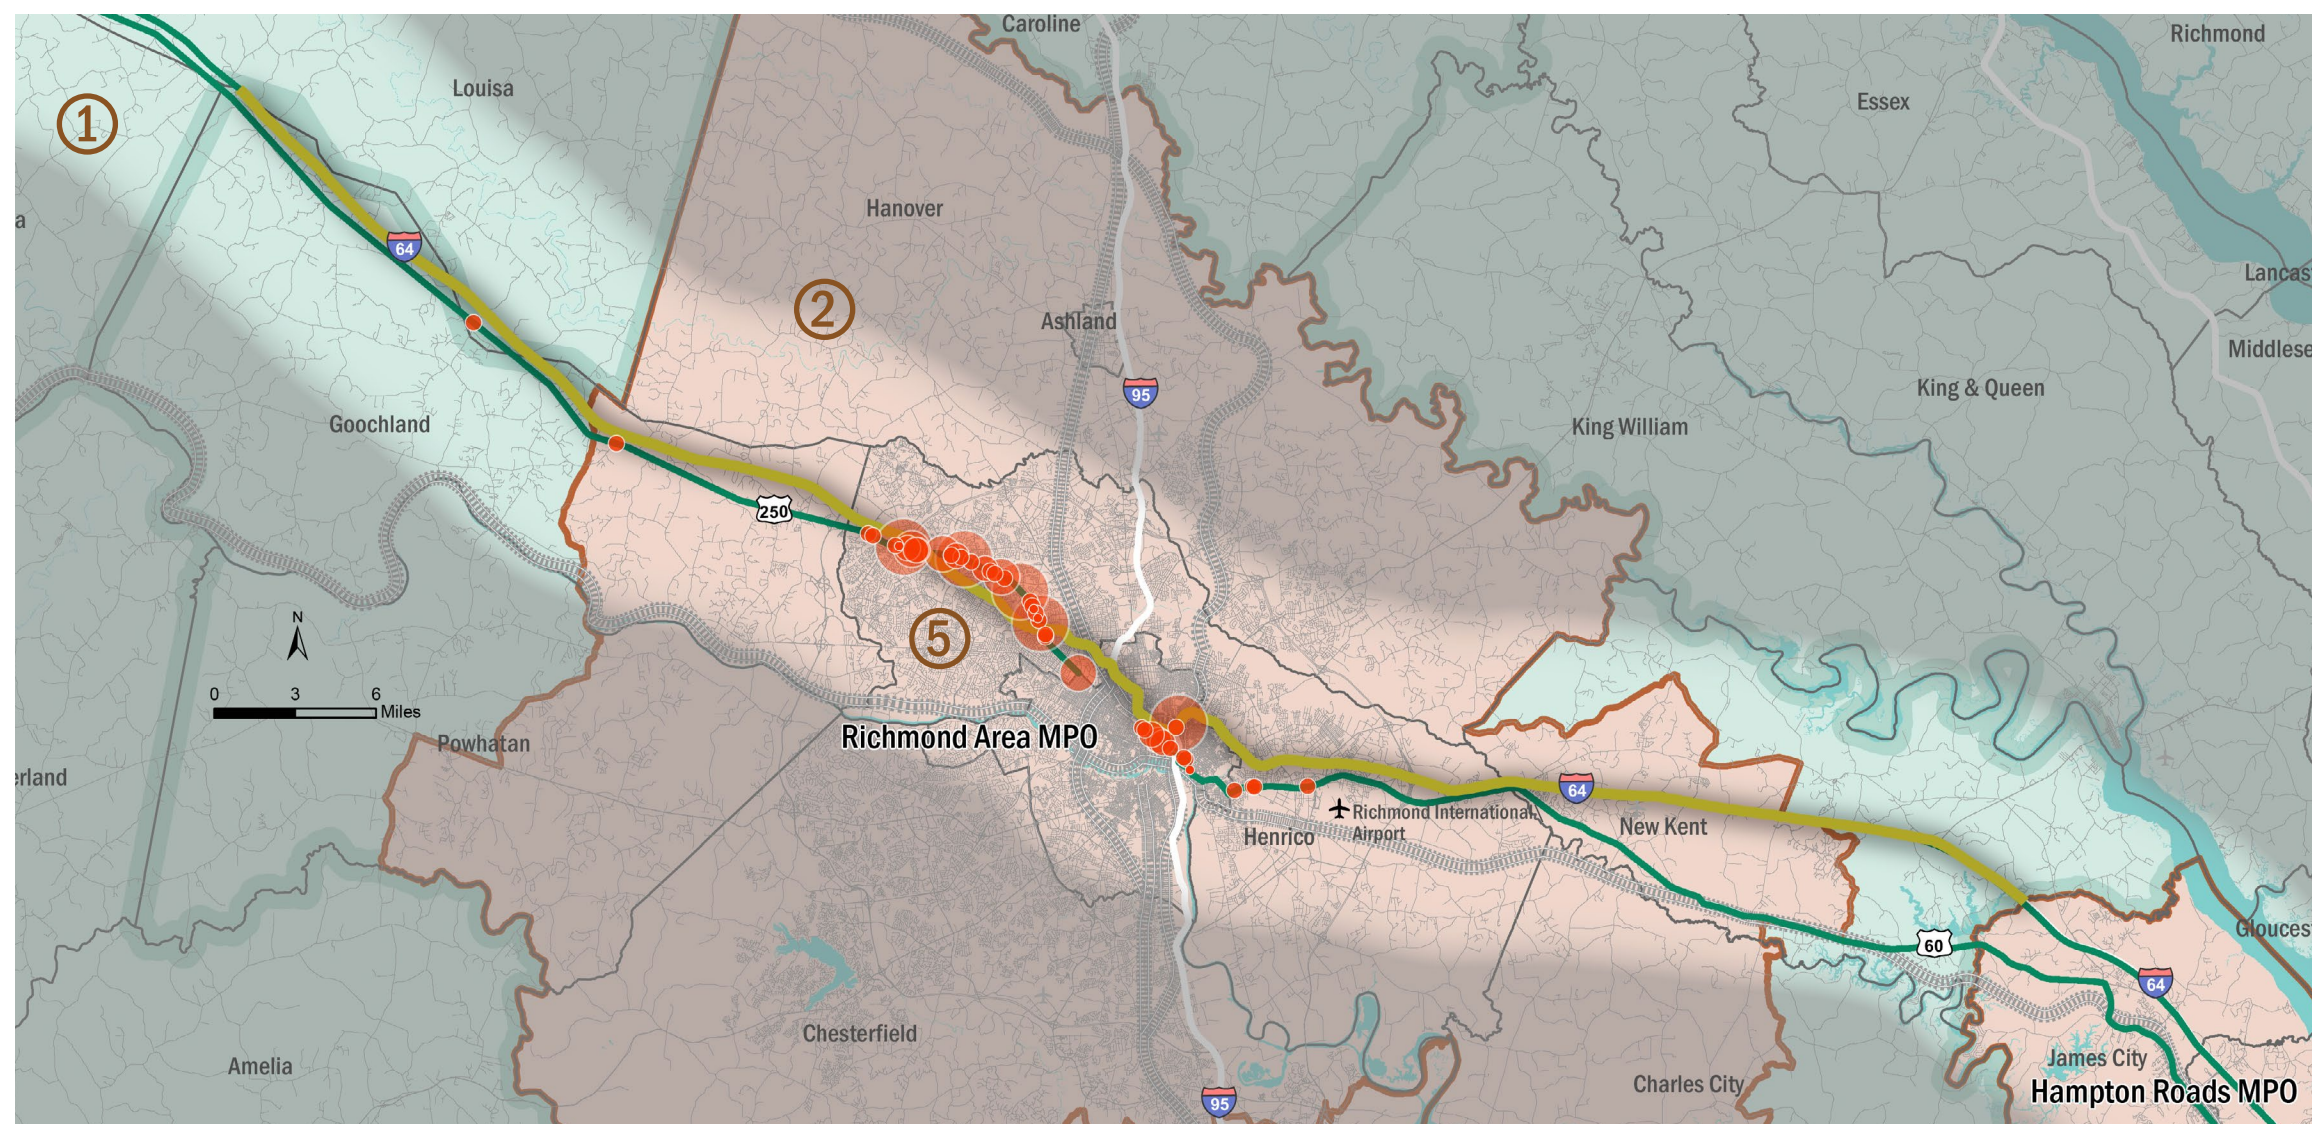 Caroline
Richmond
Louisa
Essex
1
a
Hanover
64
Lancas
2
Ashland
Middlese
95
King & Queen
Goochland
King William
250
N
5
0 3 6
Miles
Richmond Area MPO
Powhatan
erland
64
Richmond International
Airport
New Kent
Henrico
Glouces
60
64
Chesterfield
James City
Amelia
Charles City
Hampton Roads MPO
95